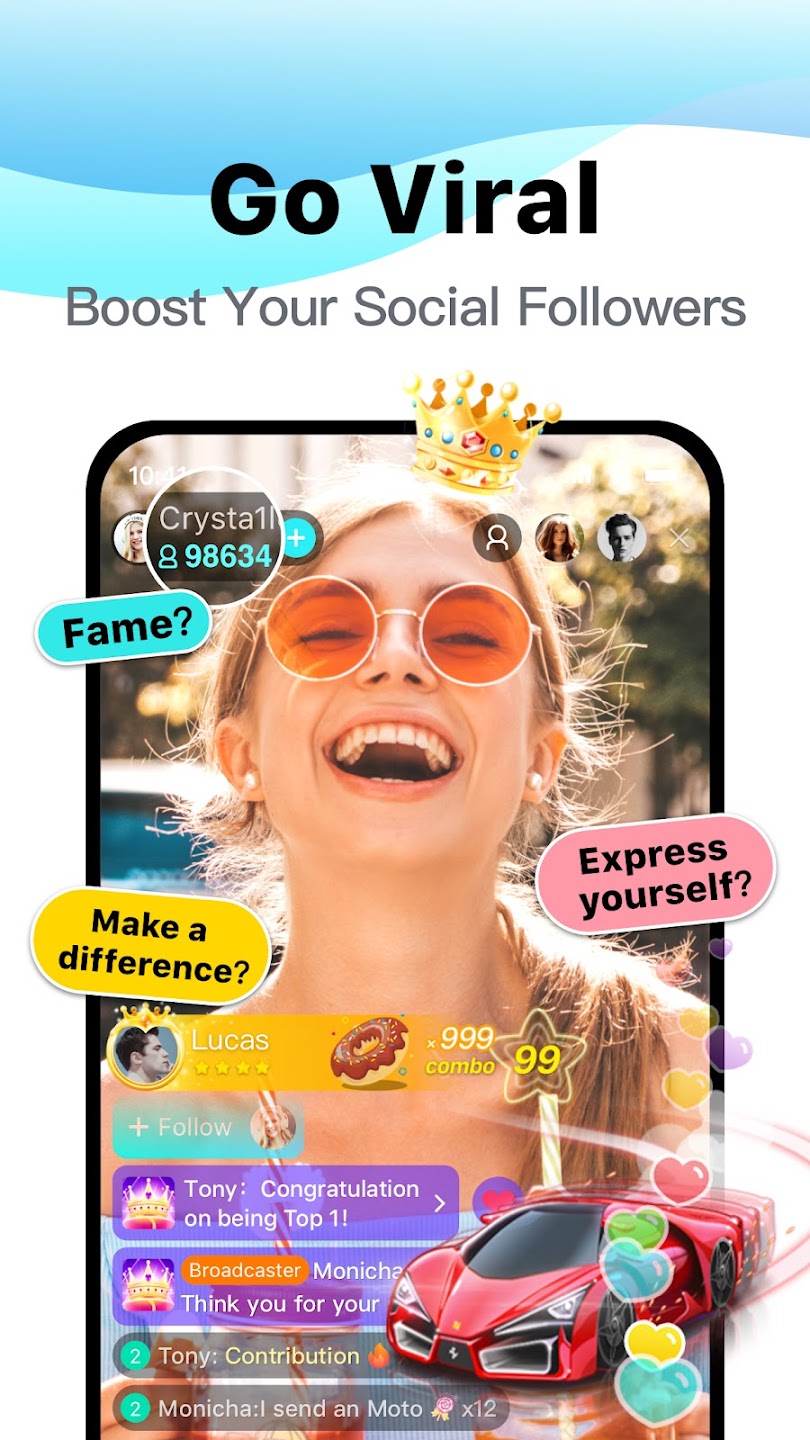 Go Viral
Boost Your Social Followers
Crysta1l
98634
Fame?
Express
yourself?
Make a
difference?
Lucas
×999
combo
99
+ Follow
Tony: Congratulation
on being Top 1!
Broadcaster Monicha
Think you for your
2 Tony: Contribution
2 Monicha:I send an Moto x12